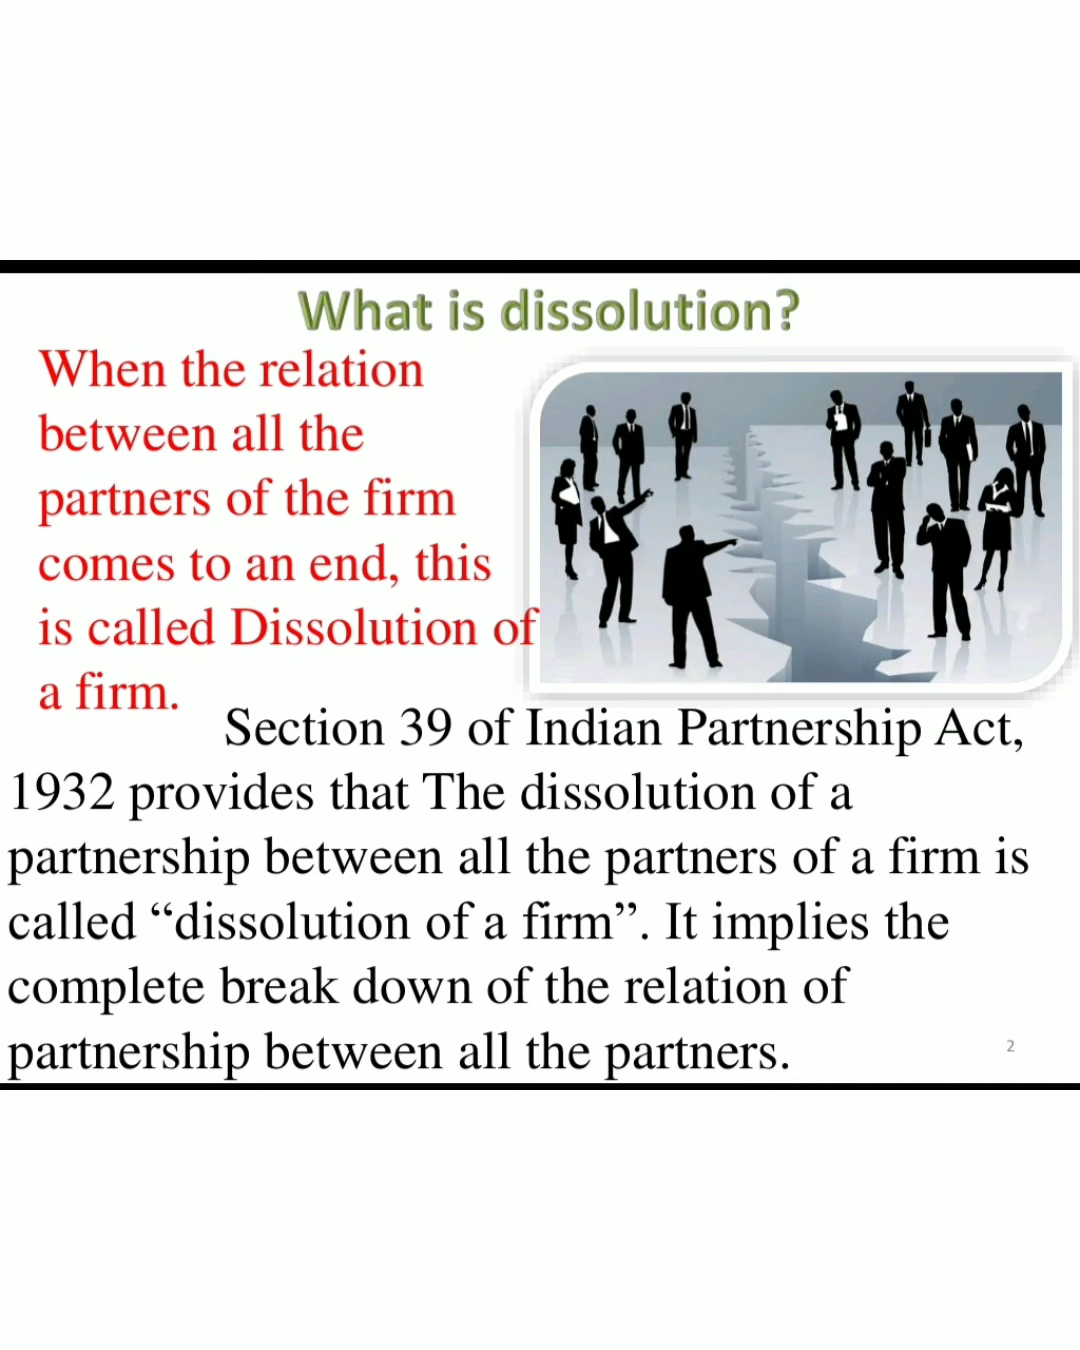 What is dissolution?
When the relation
between all the
partners of the firm
comes to an end, this
is called Dissolution of
a firm.
Section 39 of Indian Partnership Act,
1932 provides that The dissolution of a
partnership between all the partners of a firm is
called “dissolution of a firm”. It implies the
complete break down of the relation of
partnership between all the partners.
2